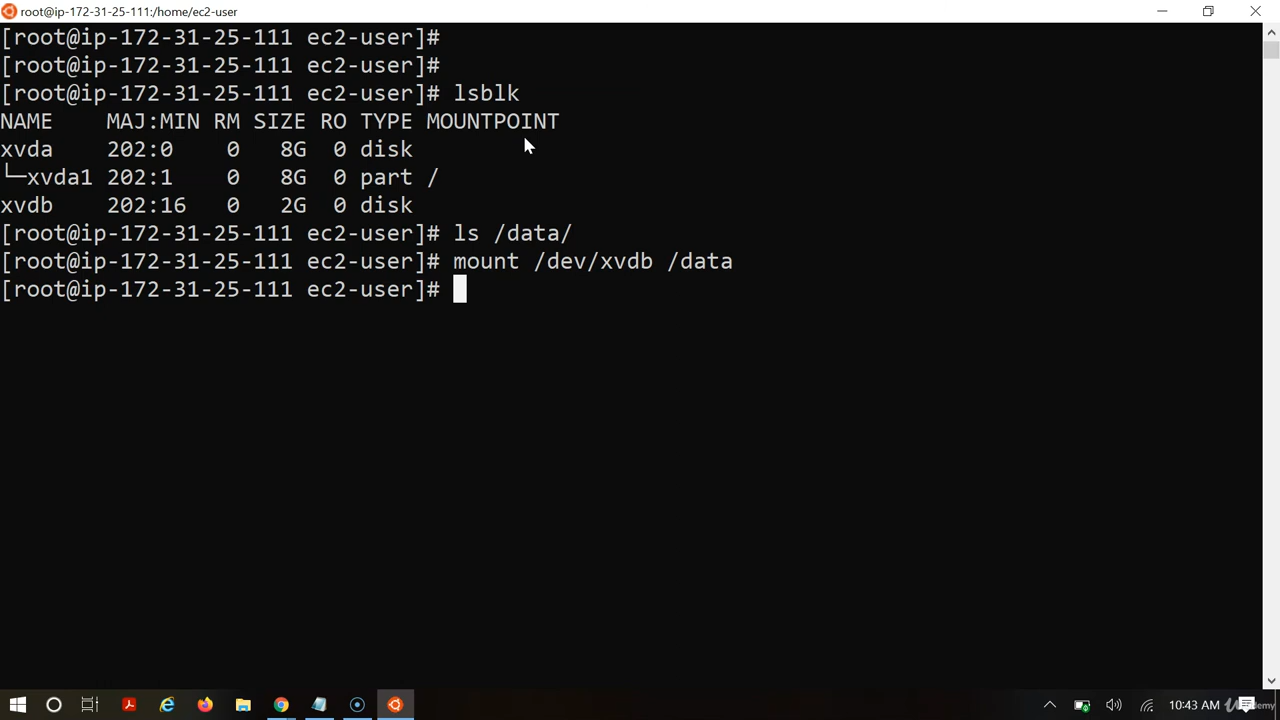 root@ip-172-31-25-111:/home/ec2-user
[root@ip-172-31-25-111 ec2-user]#
[root@ip-172-31-25-111 ec2-user]#
[root@ip-172-31-25-111 ec2-user]# lsblk
NAME    MAJ:MIN RM SIZE RO TYPE MOUNTPOINT
xvda    202:0    0   8G  0 disk
└─xvda1 202:1    0   8G  0 part /
xvdb    202:16   0   2G  0 disk
[root@ip-172-31-25-111 ec2-user]# ls /data/
[root@ip-172-31-25-111 ec2-user]# mount /dev/xvdb /data
[root@ip-172-31-25-111 ec2-user]#
10:43 AM